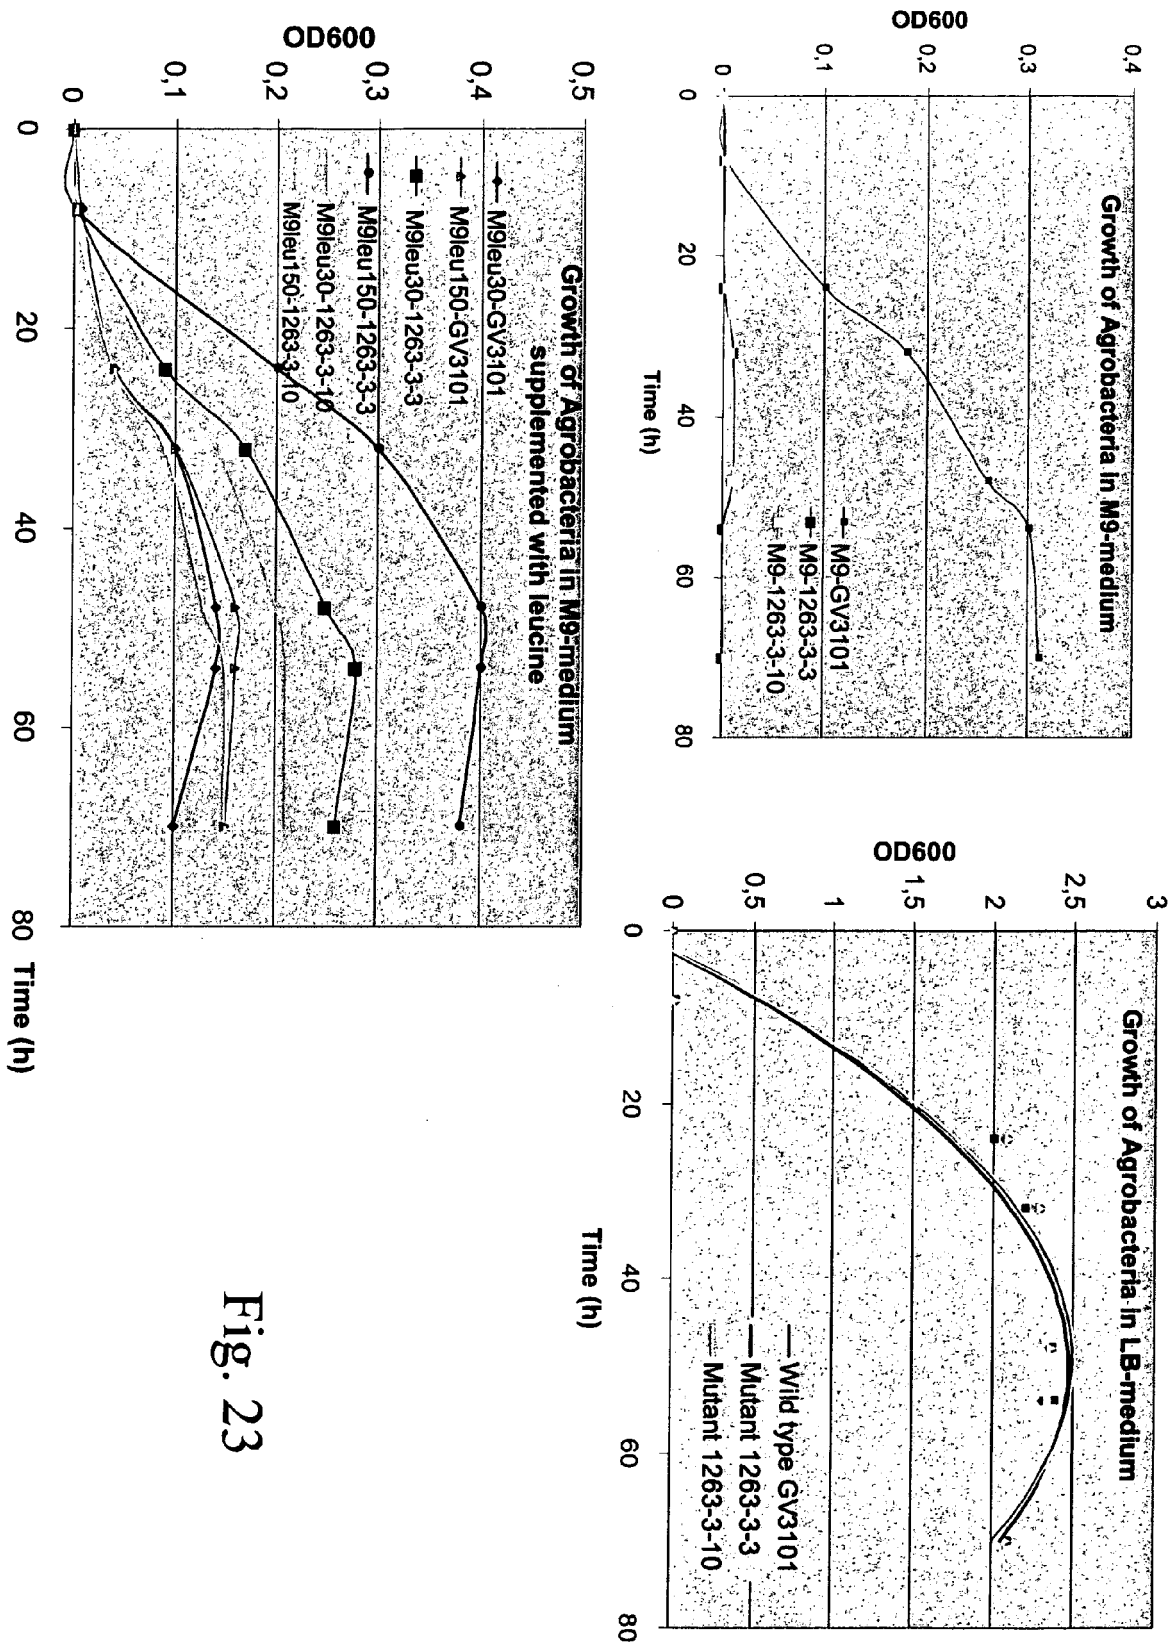 Growth of Agrobacteria in M9-medium
OD600
0,4
0,3
0,2
0,1
0
0
20
40
60
80
Time (h)
M9-GV3101
M9-1263-3-3
M9-1263-3-10
Growth of Agrobacteria in LB-medium
OD600
3
2,5
2
1,5
1
0,5
0
0
20
40
60
80
Time (h)
Wild type GV3101
Mutant 1263-3-3
Mutant 1263-3-10
Growth of Agrobacteria in M9-medium
supplemented with leucine
OD600
0,5
0,4
0,3
0,2
0,1
0
0
20
40
60
80
Time (h)
M9leu30-GV3101
M9leu150-GV3101
M9leu30-1263-3-3
M9leu150-1263-3-3
M9leu30-1263-3-10
M9leu150-1263-3-10
Fig. 23